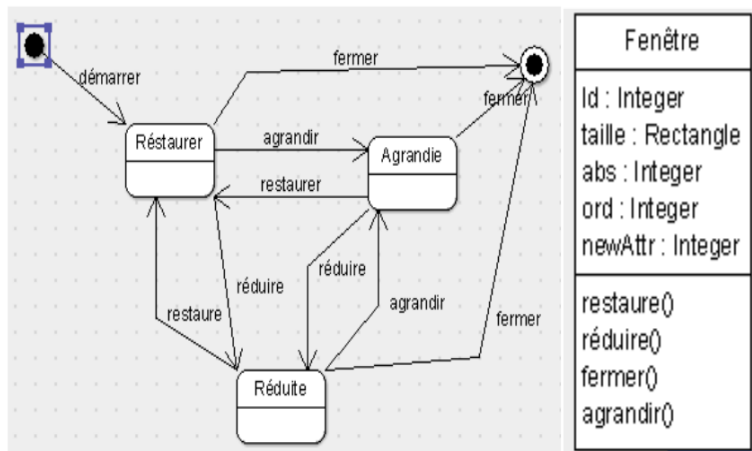 démarrer
fermer
fermer
Réstaurer
agrandir
Agrandie
restaurer
réduire
réduire
restaure
agrandir
fermer
Réduite
Fenêtre
Id : Integer
taille : Rectangle
abs : Integer
ord : Integer
newAttr : Integer
restaure()
réduire()
fermer()
agrandir()